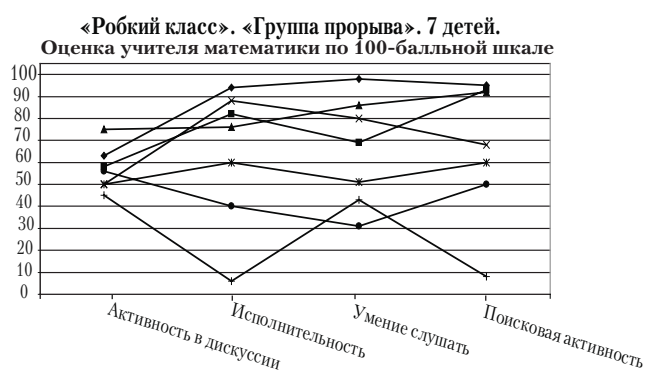 «Робкий класс». «Группа прорыва». 7 детей.
Оценка учителя математики по 100-балльной шкале
100
90
80
70
60
50
40
30
20
10
0
Активность в дискуссии
Исполнительность
Умение слушать
Поисковая активность